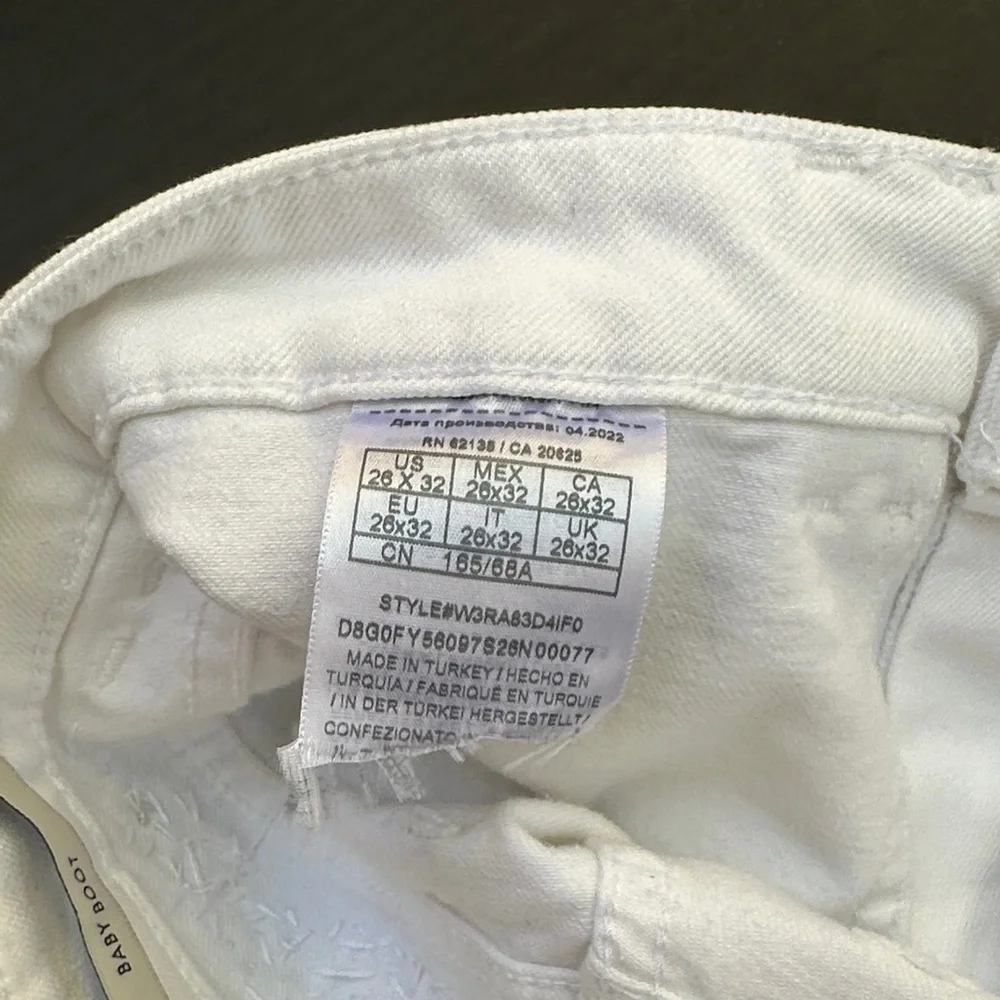 Дата производства: 04.2022
RN 62136 / CA 20625
US MEX CA
26 X 32 26x32 26x32
EU IT UK
26x32 26x32 26x32
CN 165/68A
STYLE#W3RA63D4IF0
D8G0FY56097S26N00077
MADE IN TURKEY / HECHO EN
TURQUIA / FABRIQUÉ EN TURQUIE
/ IN DER TÜRKEI HERGESTELLT /
CONFEZIONATO
BABY BOOT